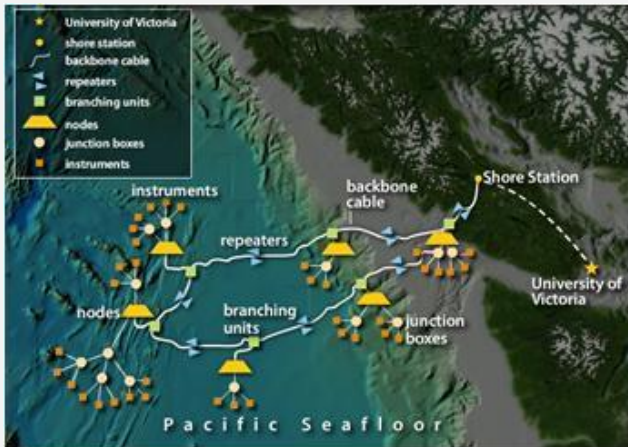 University of Victoria
shore station
backbone cable
repeaters
branching units
nodes
junction boxes
instruments
instruments
backbone
cable
Shore Station
repeaters
University of
Victoria
nodes
branching
units
junction
boxes
Pacific Seafloor